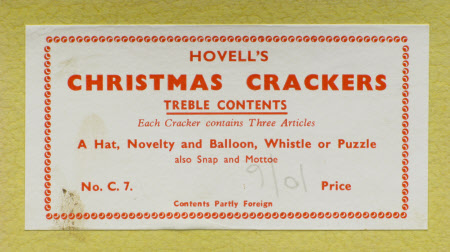 HOVELL'S
CHRISTMAS CRACKERS
TREBLE CONTENTS
Each Cracker contains Three Articles
A Hat, Novelty and Balloon, Whistle or Puzzle
also Snap and Mottoe
No. C. 7. Price
Contents Partly Foreign